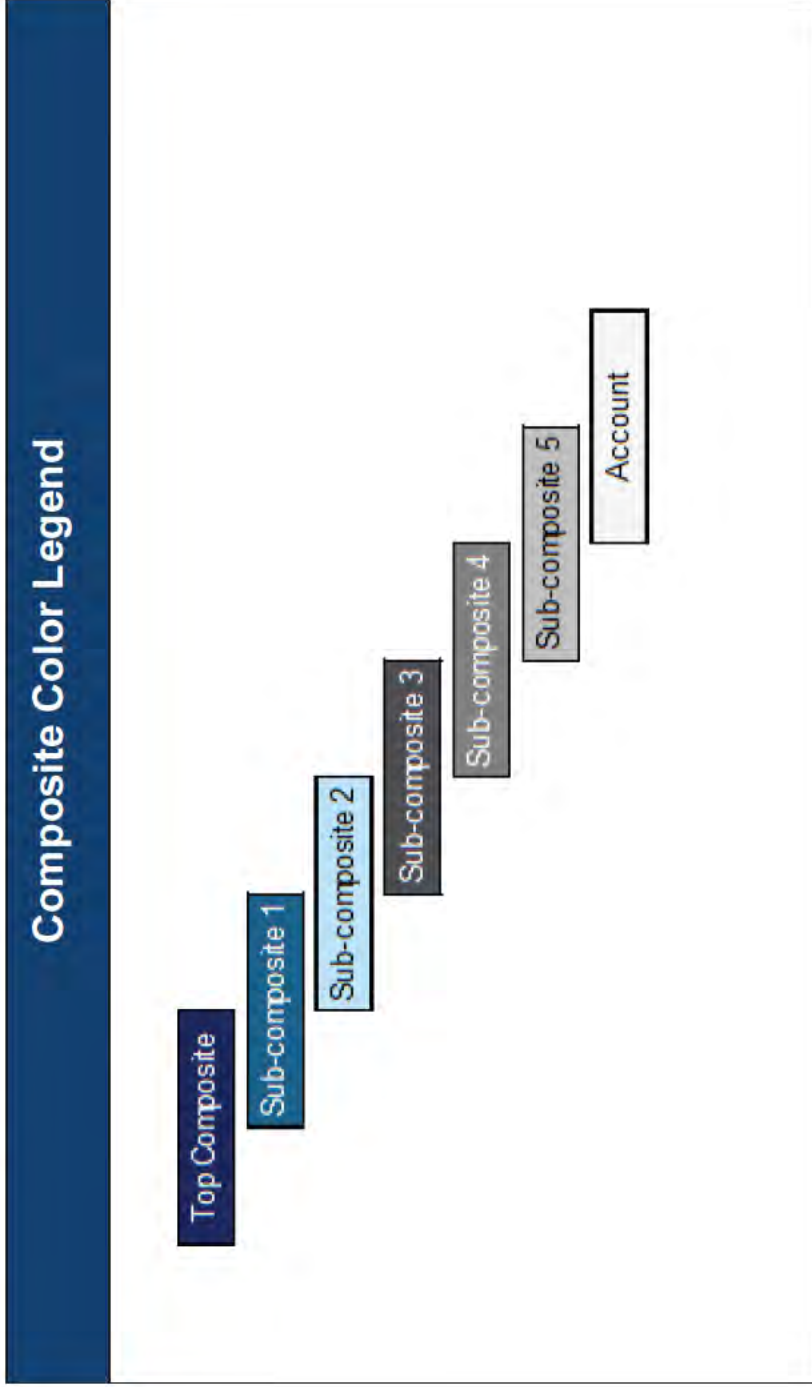 Composite Color Legend
Top Composite
Sub-composite 1
Sub-composite 2
Sub-composite 3
Sub-composite 4
Sub-composite 5
Account